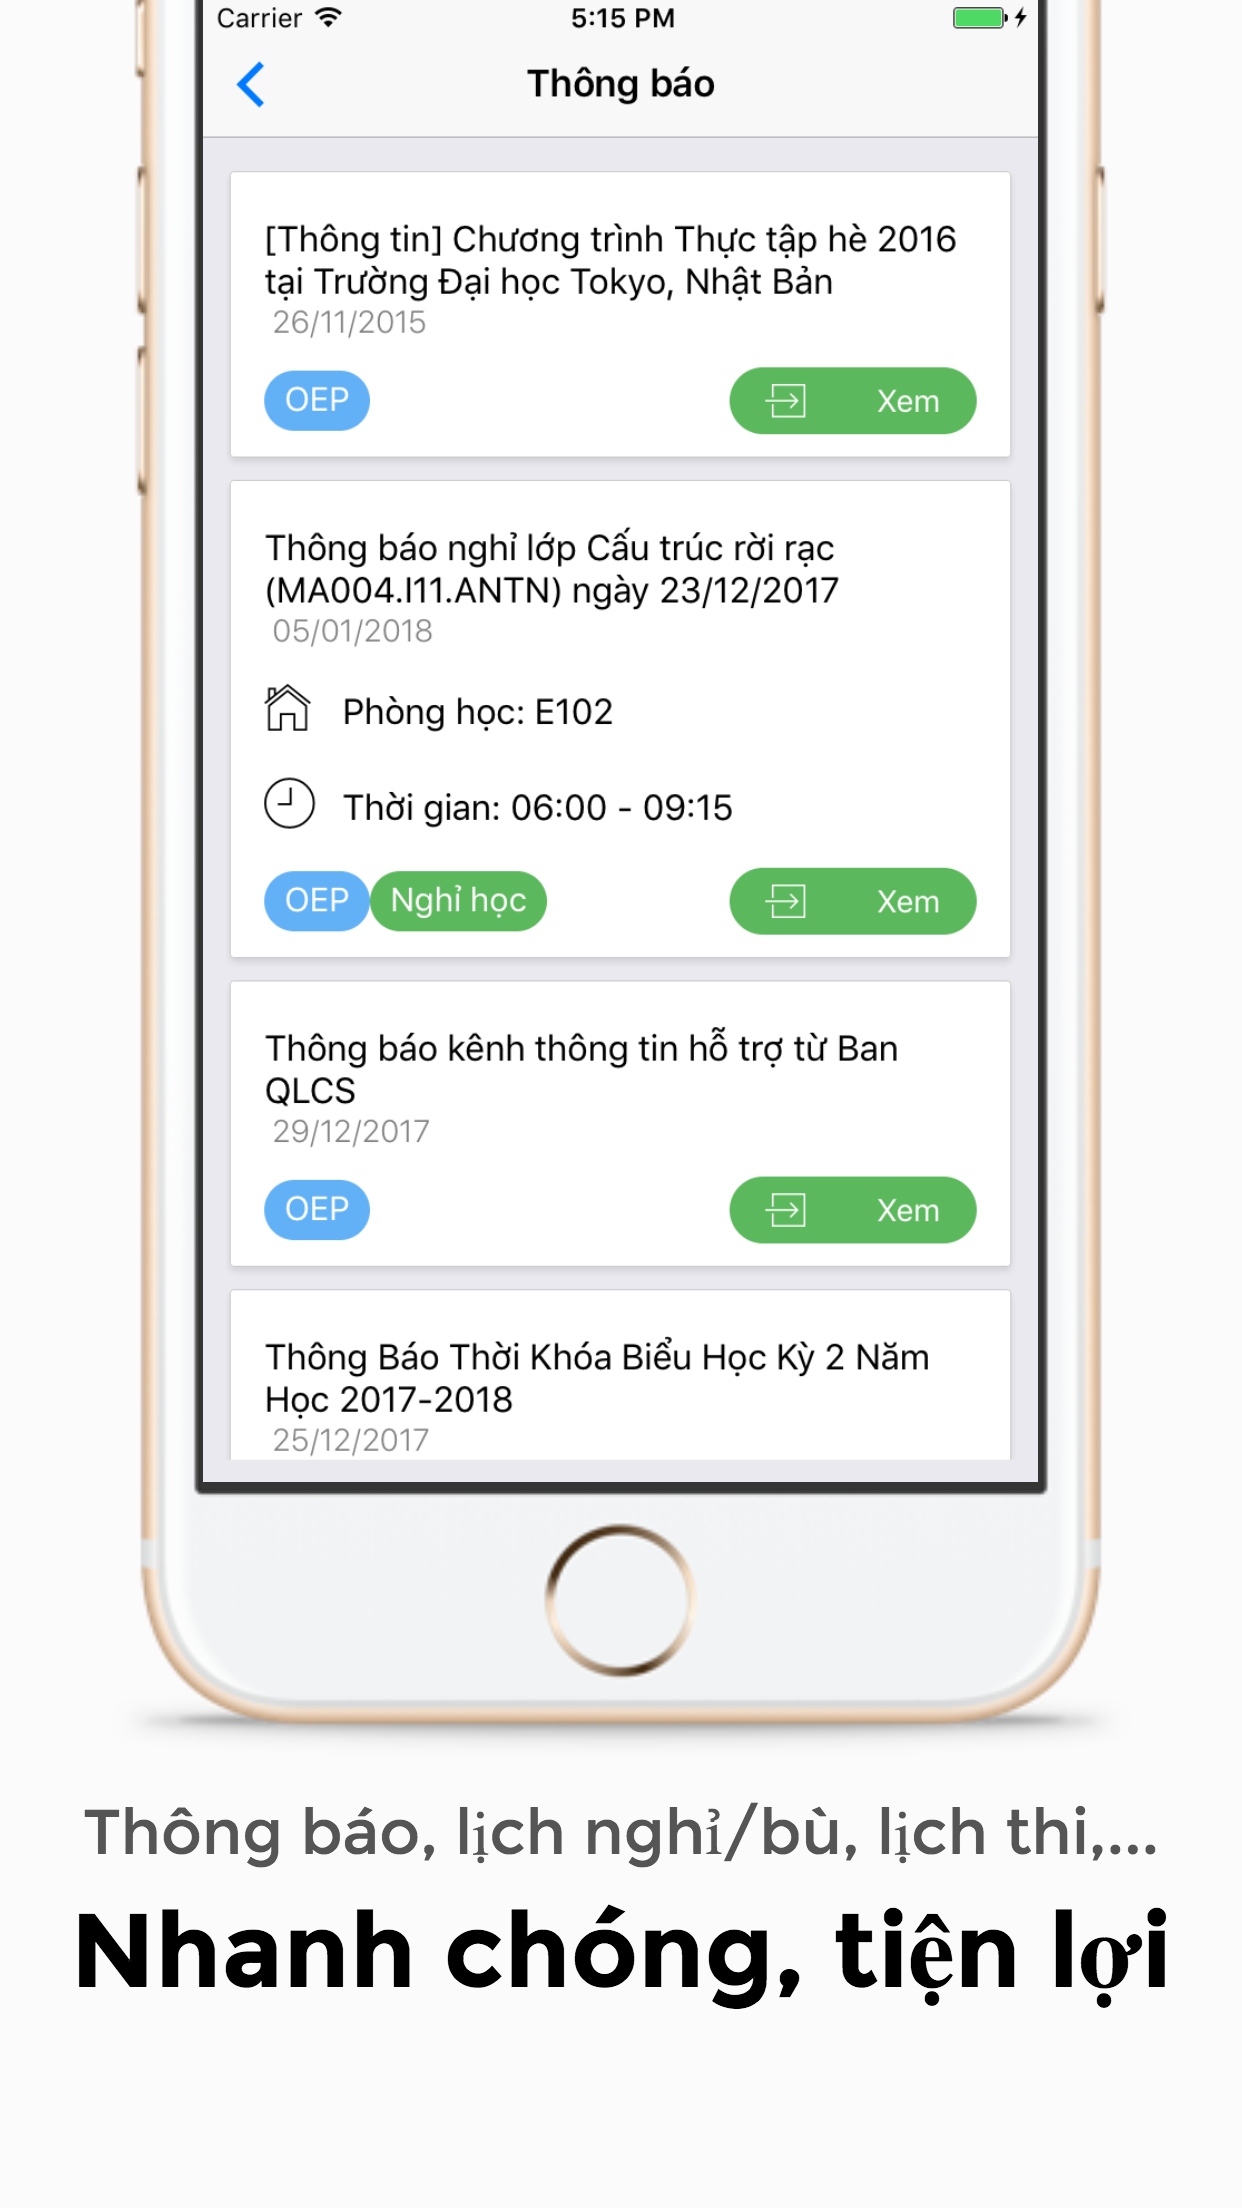 Carrier 5:15 PM
Thông báo
[Thông tin] Chương trình Thực tập hè 2016
tại Trường Đại học Tokyo, Nhật Bản
26/11/2015
OEP Xem
Thông báo nghỉ lớp Cấu trúc rời rạc
(MA004.I11.ANTN) ngày 23/12/2017
05/01/2018
Phòng học: E102
Thời gian: 06:00 - 09:15
OEP Nghỉ học Xem
Thông báo kênh thông tin hỗ trợ từ Ban
QLCS
29/12/2017
OEP Xem
Thông Báo Thời Khóa Biểu Học Kỳ 2 Năm
Học 2017-2018
25/12/2017
Thông báo, lịch nghỉ/bù, lịch thi,...
Nhanh chóng, tiện lợi